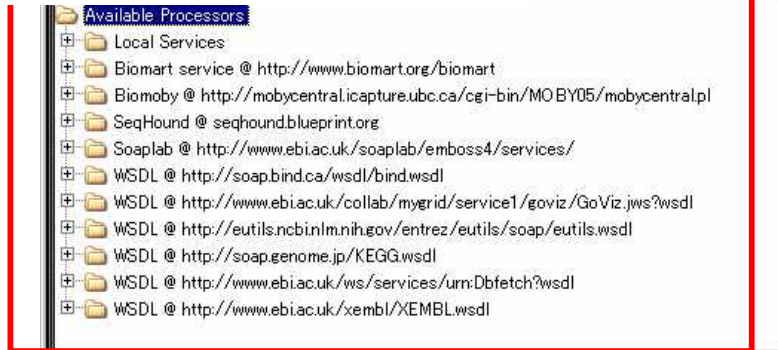 Available Processors
Local Services
Biomart service @ http://www.biomart.org/biomart
Biomoby @ http://mobycentral.icapture.ubc.ca/cgi-bin/MOBY05/mobycentral.pl
SeqHound @ seqhound.blueprint.org
Soaplab @ http://www.ebi.ac.uk/soaplab/emboss4/services/
WSDL @ http://soap.bind.ca/wsdl/bind.wsdl
WSDL @ http://www.ebi.ac.uk/collab/mygrid/service1/goviz/GoViz.jws?wsdl
WSDL @ http://eutils.ncbi.nlm.nih.gov/entrez/eutils/soap/eutils.wsdl
WSDL @ http://soap.genome.jp/KEGG.wsdl
WSDL @ http://www.ebi.ac.uk/ws/services/urn:Dbfetch?wsdl
WSDL @ http://www.ebi.ac.uk/xembl/XEMBL.wsdl